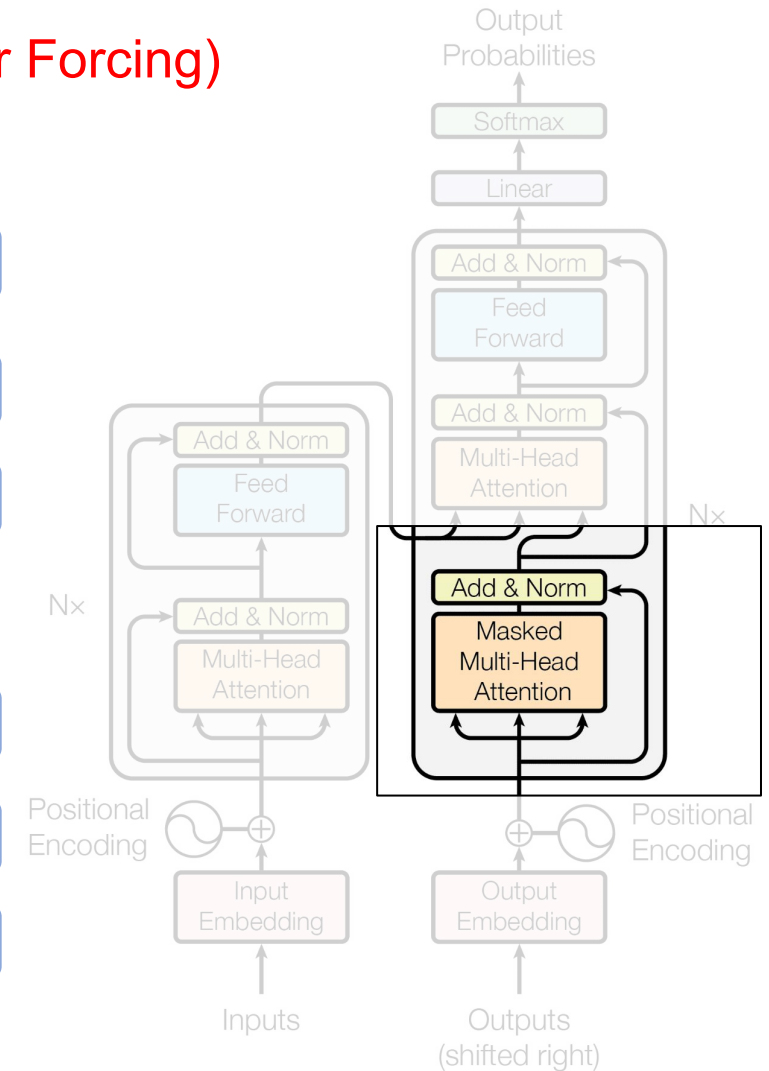 r Forcing)
Output
Probabilities
Softmax
Linear
Add & Norm
Feed
Forward
Add & Norm
Multi-Head
Attention
Nx
Add & Norm
Masked
Multi-Head
Attention
Add & Norm
Feed
Forward
Nx
Add & Norm
Multi-Head
Attention
Positional
Encoding
Positional
Encoding
Input
Embedding
Output
Embedding
Inputs
Outputs
(shifted right)